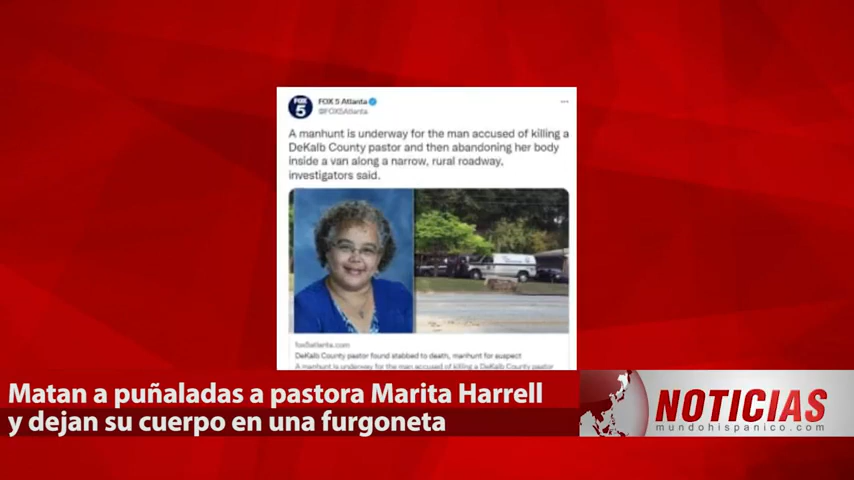 FOX 5
FOX 5 Atlanta
@FOX5Atlanta
A manhunt is underway for the man accused of killing a
DeKalb County pastor and then abandoning her body
inside a van along a narrow, rural roadway,
investigators said.
fox5atlanta.com
DeKalb County pastor found stabbed to death, manhunt for suspect
A manhunt is underway for the man accused of killing a DeKalb County pastor
Matan a puñaladas a pastora Marita Harrell
y dejan su cuerpo en una furgoneta
NOTICIAS
mundohispanico.com